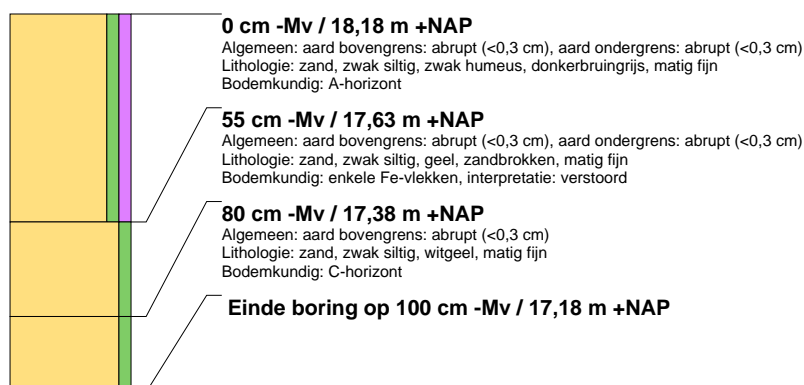 0 cm -Mv / 18,18 m +NAP
Algemeen: aard bovengrens: abrupt (<0,3 cm), aard ondergrens: abrupt (<0,3 cm)
Lithologie: zand, zwak siltig, zwak humeus, donkerbruingrijs, matig fijn
Bodemkundig: A-horizont
55 cm -Mv / 17,63 m +NAP
Algemeen: aard bovengrens: abrupt (<0,3 cm), aard ondergrens: abrupt (<0,3 cm)
Lithologie: zand, zwak siltig, geel, zandbrokken, matig fijn
Bodemkundig: enkele Fe-vlekken, interpretatie: verstoord
80 cm -Mv / 17,38 m +NAP
Algemeen: aard bovengrens: abrupt (<0,3 cm)
Lithologie: zand, zwak siltig, witgeel, matig fijn
Bodemkundig: C-horizont
Einde boring op 100 cm -Mv / 17,18 m +NAP